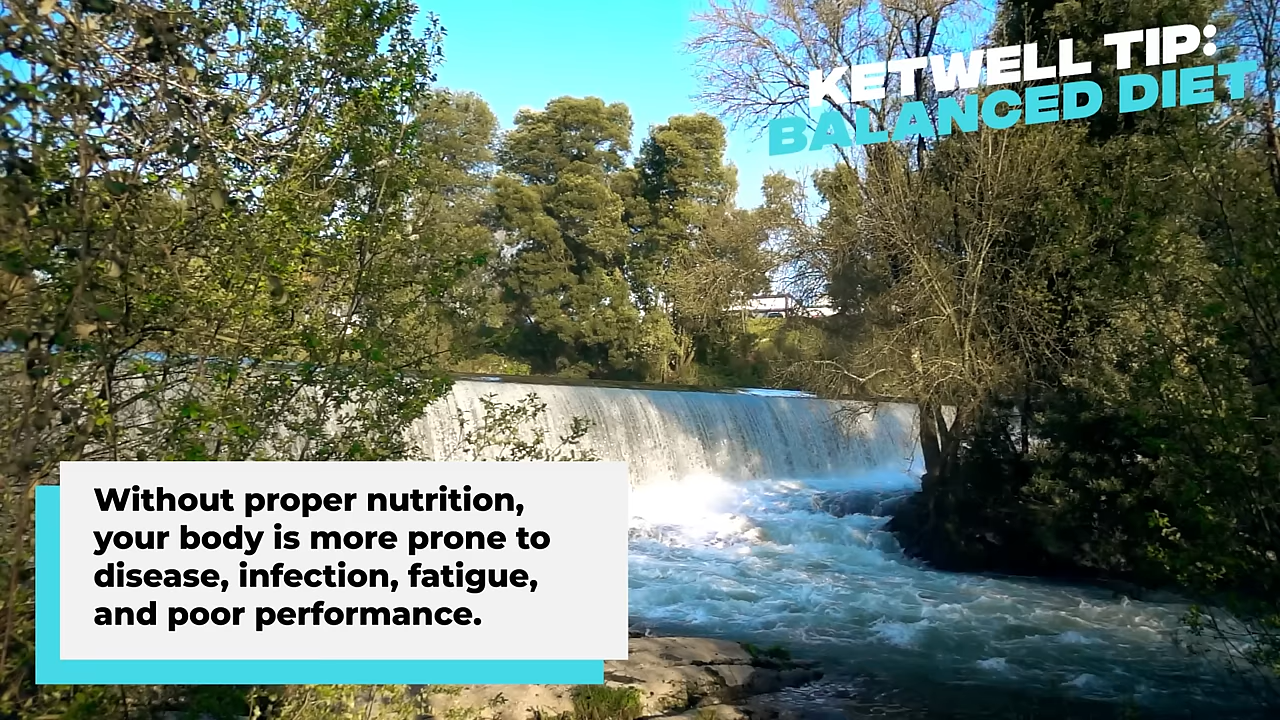 KETWELL TIP:
BALANCED DIET
Without proper nutrition,
your body is more prone to
disease, infection, fatigue,
and poor performance.